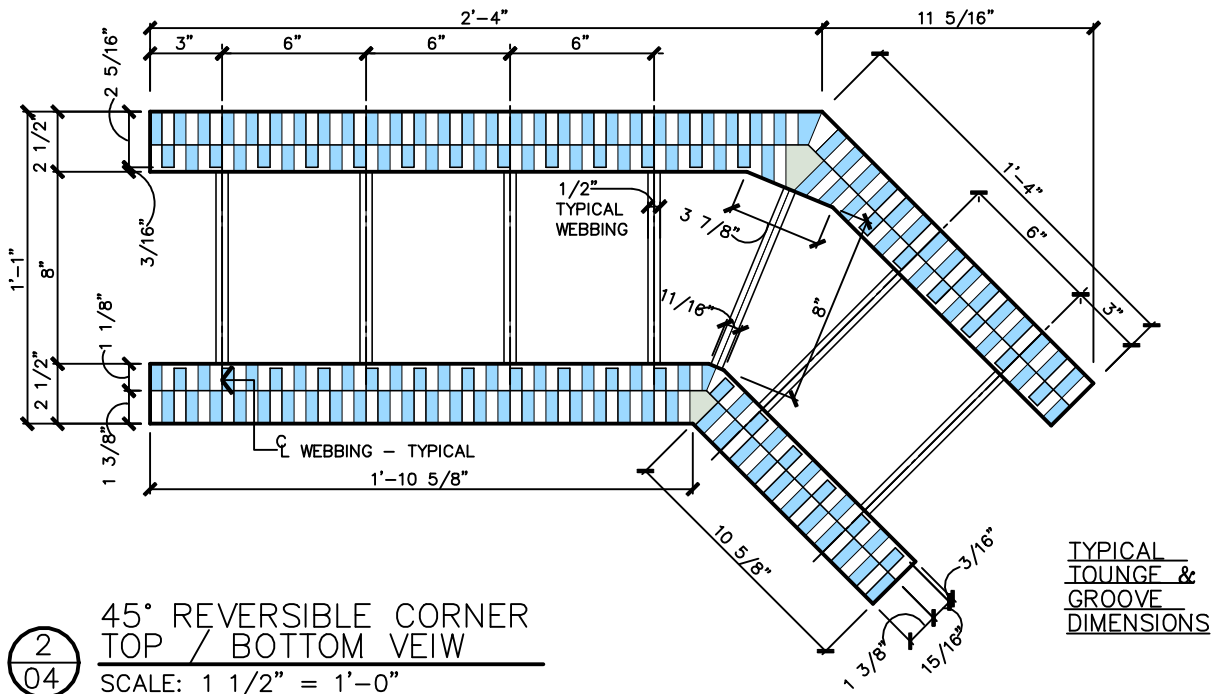 2'-4"
11 5/16"
3"
6"
6"
6"
2 5/16"
2 1/2"
3/16"
1'-1"
8"
1 1/8"
2 1/2"
1 3/8"
1/2"
TYPICAL
WEBBING
3 7/8"
11/16"
8"
1'-4"
6"
3"
CL WEBBING - TYPICAL
1'-10 5/8"
10 5/8"
3/16"
15/16"
1 3/8"
TYPICAL
TOUNGE &
GROOVE
DIMENSIONS
2
04
45° REVERSIBLE CORNER
TOP / BOTTOM VEIW
SCALE: 1 1/2" = 1'-0"